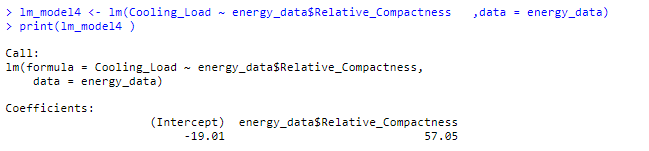 > lm_model4 <- lm(Cooling_Load ~ energy_data$Relative_Compactness   ,data = energy_data)
> print(lm_model4 )
Call:
lm(formula = Cooling_Load ~ energy_data$Relative_Compactness,
    data = energy_data)
Coefficients:
                     (Intercept)  energy_data$Relative_Compactness
                          -19.01                             57.05